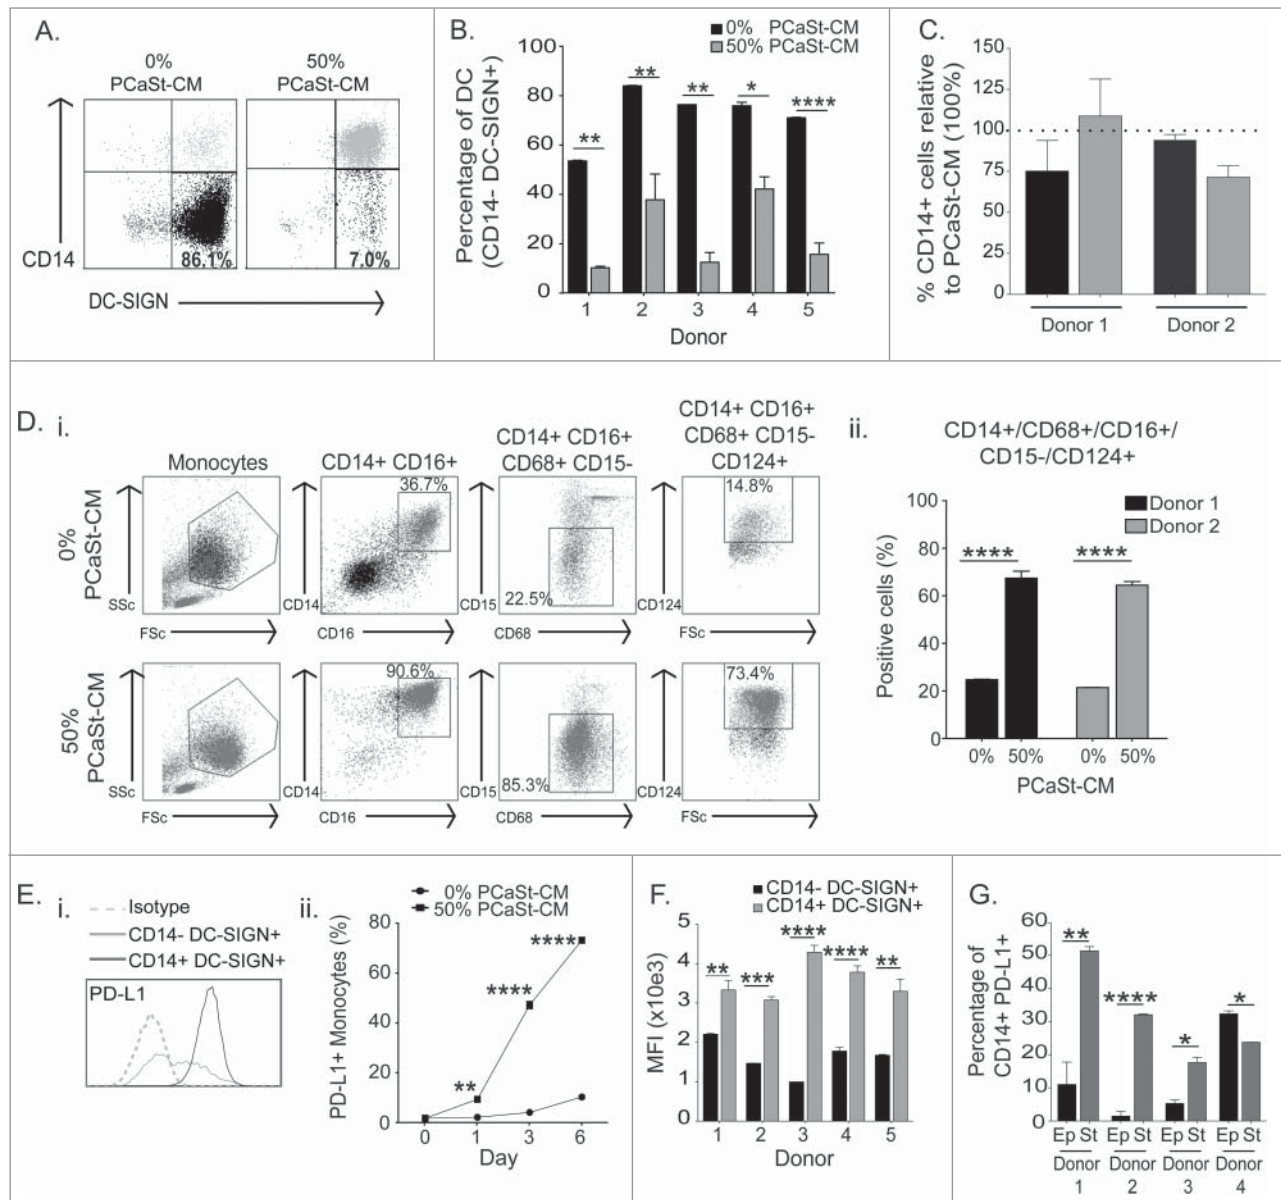 A.
0%
PCaSt-CM
50%
PCaSt-CM
CD14
86.1%
7.0%
DC-SIGN
B.
0% PCaSt-CM
50% PCaSt-CM
Percentage of DC
(CD14- DC-SIGN+)
100
80
60
40
20
0
** ** ** * ****
1 2 3 4 5
Donor
C.
% CD14+ cells relative
to PCaSt-CM (100%)
150
125
100
75
50
25
0
Donor 1 Donor 2
D. i.
Monocytes
CD14+ CD16+
CD14+ CD16+
CD68+ CD15-
CD14+ CD16+
CD68+ CD15-
CD124+
0%
PCaSt-CM
36.7%
22.5%
14.8%
SSc
FSc
CD14
CD16
CD15
CD68
CD124
FSc
50%
PCaSt-CM
90.6%
85.3%
73.4%
SSc
FSc
CD14
CD16
CD15
CD68
CD124
FSc
ii.
CD14+/CD68+/CD16+/
CD15-/CD124+
Donor 1
Donor 2
Positive cells (%)
100
80
60
40
20
0
**** ****
0% 50% 0% 50%
PCaSt-CM
E. i.
Isotype
CD14- DC-SIGN+
CD14+ DC-SIGN+
PD-L1
ii.
0% PCaSt-CM
50% PCaSt-CM
PD-L1+ Monocytes (%)
80
60
40
20
0
** **** ****
0 1 3 6
Day
F.
CD14- DC-SIGN+
CD14+ DC-SIGN+
MFI (x10e3)
5
4
3
2
1
0
** *** **** **** **
1 2 3 4 5
Donor
G.
Percentage of
CD14+ PD-L1+
60
50
40
30
20
10
0
** **** * *
Ep St Ep St Ep St Ep St
Donor Donor Donor Donor
1 2 3 4